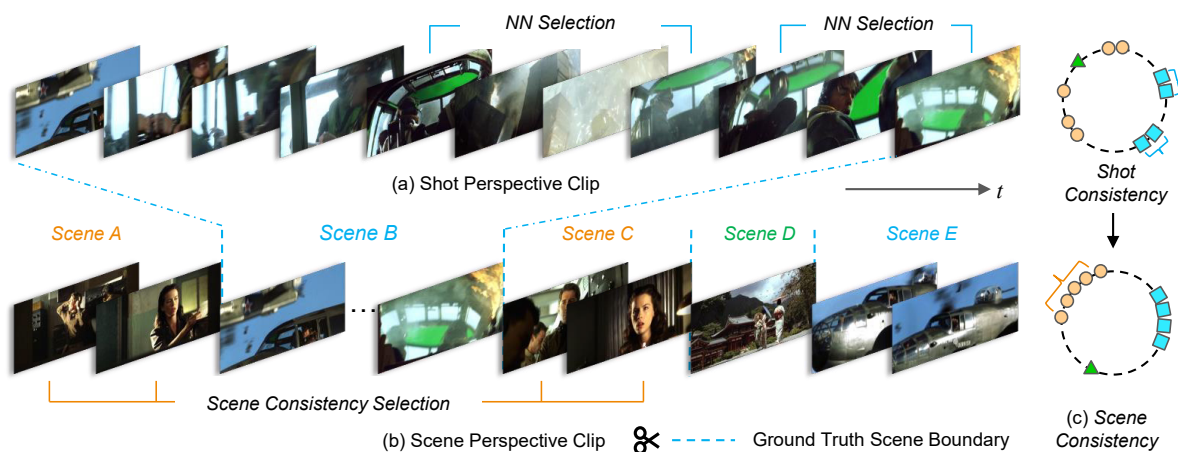 NN Selection
NN Selection
(a) Shot Perspective Clip
t
Shot
Consistency
Scene A
Scene B
Scene C
Scene D
Scene E
...
Scene Consistency Selection
(b) Scene Perspective Clip
Ground Truth Scene Boundary
(c) Scene
Consistency